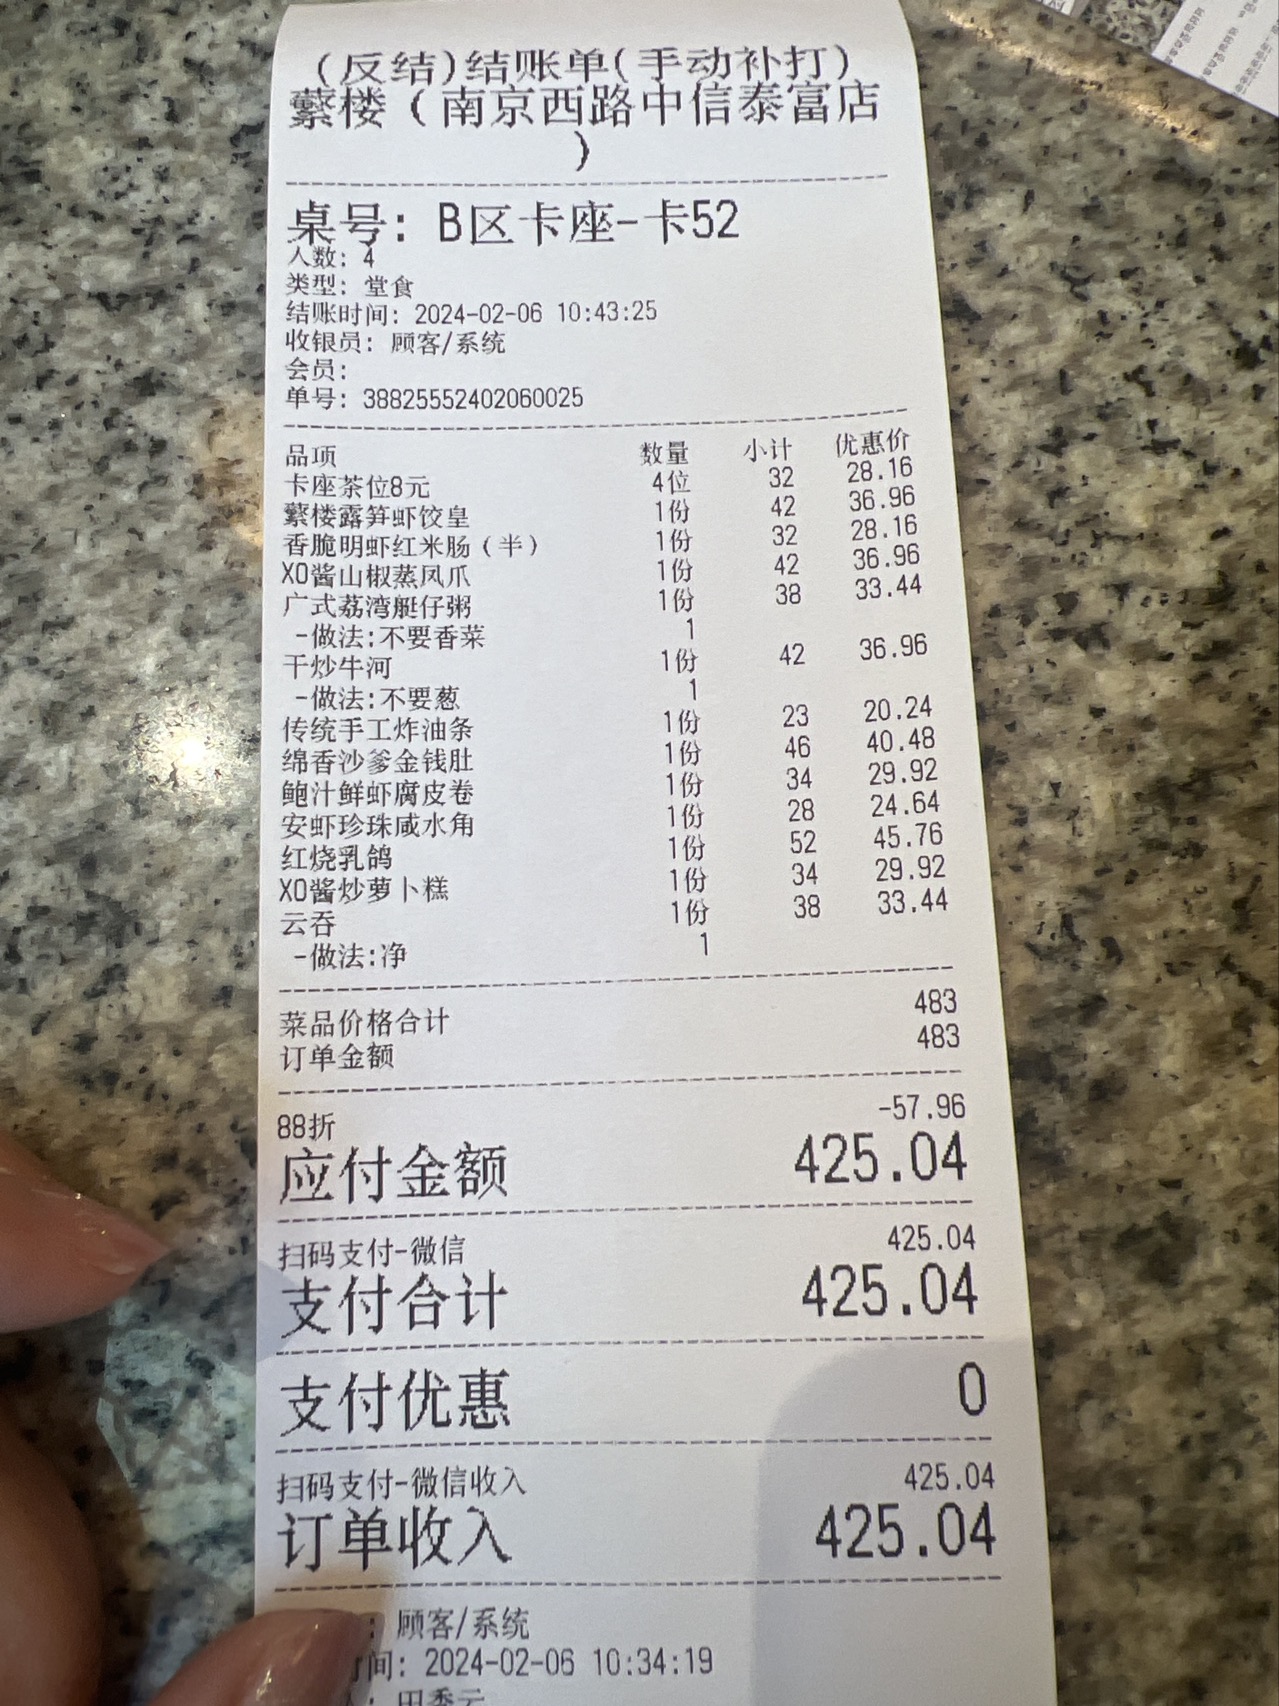 (反结)结账单(手动补打)
蘩楼（南京西路中信泰富店
）
桌号: B区卡座-卡52
人数: 4
类型: 堂食
结账时间: 2024-02-06 10:43:25
收银员: 顾客/系统
会员:
单号: 38825552402060025
品项 数量 小计 优惠价
卡座茶位8元 4位 32 28.16
蘩楼露笋虾饺皇 1份 42 36.96
香脆明虾红米肠（半） 1份 32 28.16
XO酱山椒蒸凤爪 1份 42 36.96
广式荔湾艇仔粥 1份 38 33.44
-做法:不要香菜 1
干炒牛河 1份 42 36.96
-做法:不要葱 1
传统手工炸油条 1份 23 20.24
绵香沙爹金钱肚 1份 46 40.48
鲍汁鲜虾腐皮卷 1份 34 29.92
安虾珍珠咸水角 1份 28 24.64
红烧乳鸽 1份 52 45.76
XO酱炒萝卜糕 1份 34 29.92
云吞 1份 38 33.44
-做法:净 1
菜品价格合计 483
订单金额 483
88折 -57.96
应付金额 425.04
扫码支付-微信 425.04
支付合计 425.04
支付优惠 0
扫码支付-微信收入 425.04
订单收入 425.04
: 顾客/系统
间: 2024-02-06 10:34:19